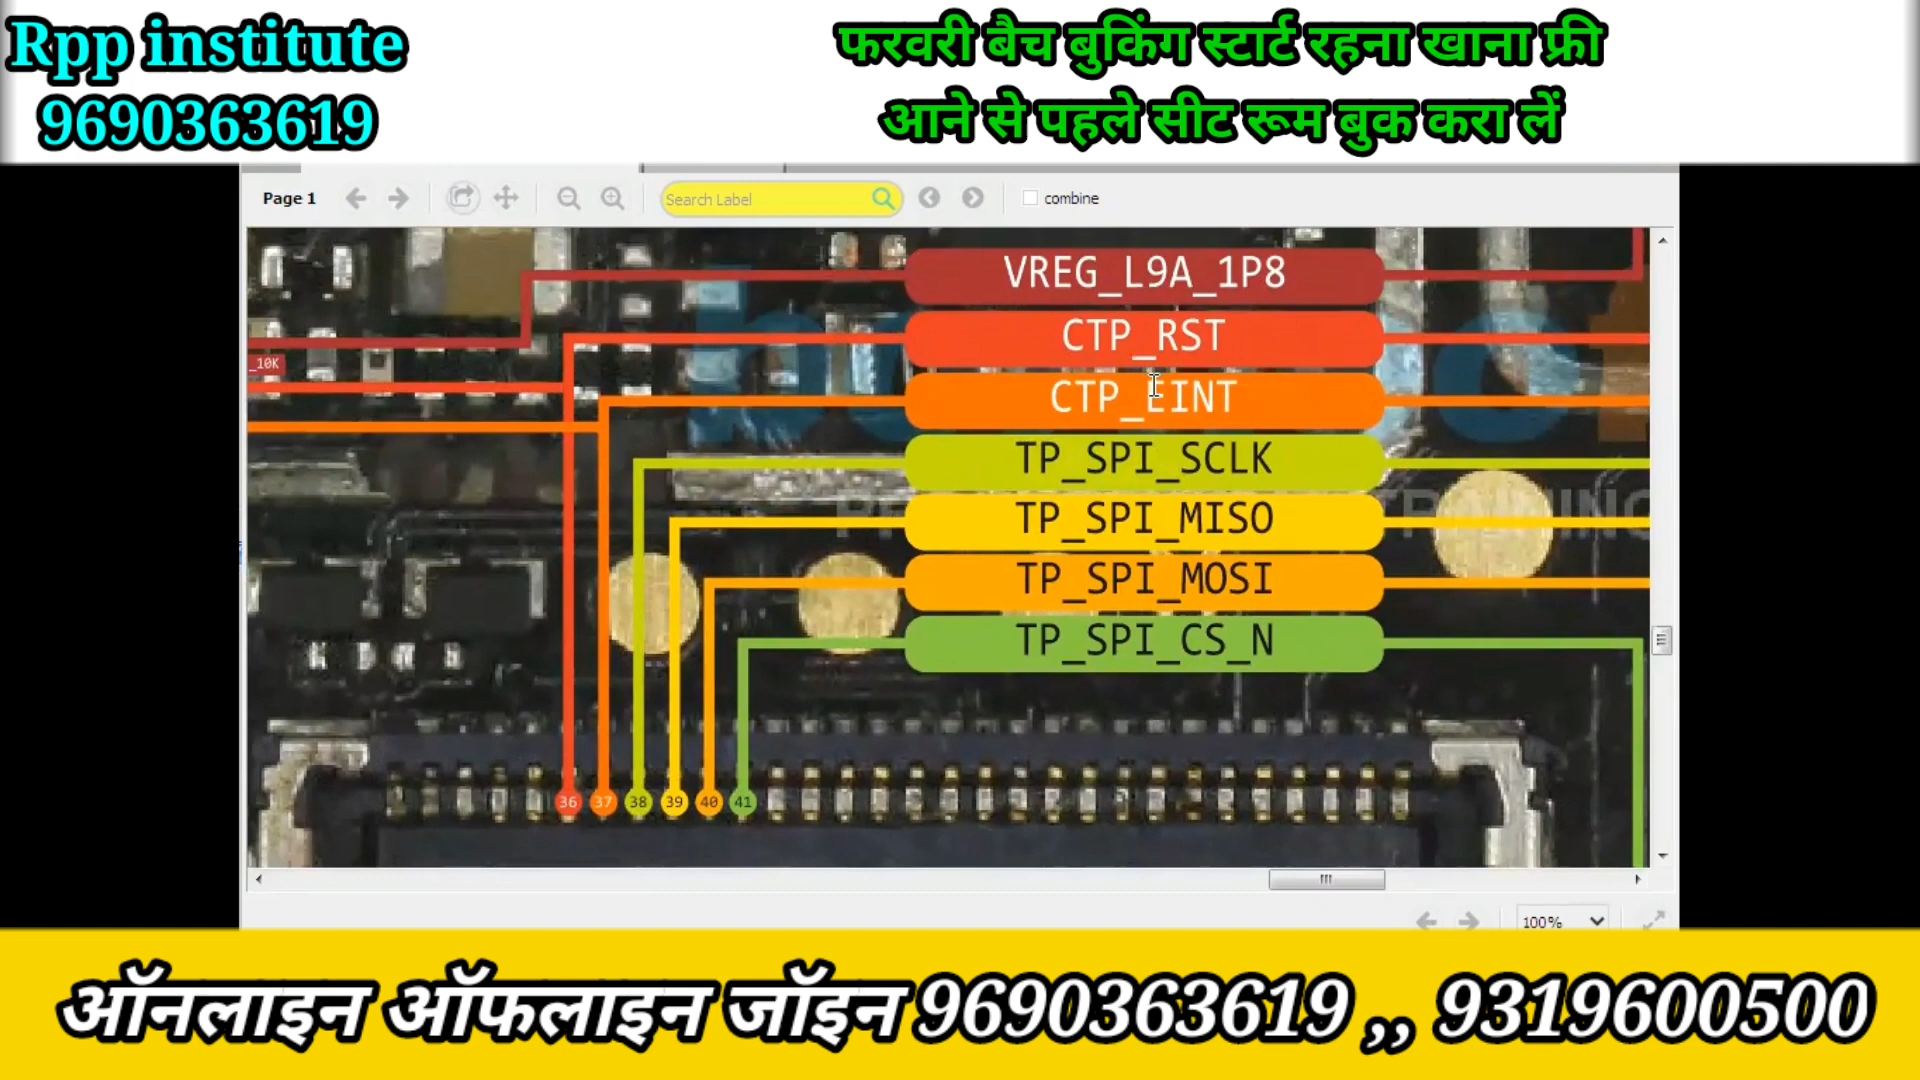 Rpp institute
9690363619
फरवरी बैच बुकिंग स्टार्ट रहना खाना फ्री
आने से पहले सीट रूम बुक करा लें
Page 1
Search Label
combine
VREG_L9A_1P8
CTP_RST
_10K
CTP_EINT
TP_SPI_SCLK
TP_SPI_MISO
TP_SPI_MOSI
TP_SPI_CS_N
36 37 38 39 40 41
100%
ऑनलाइन ऑफलाइन जॉइन 9690363619 ,, 9319600500